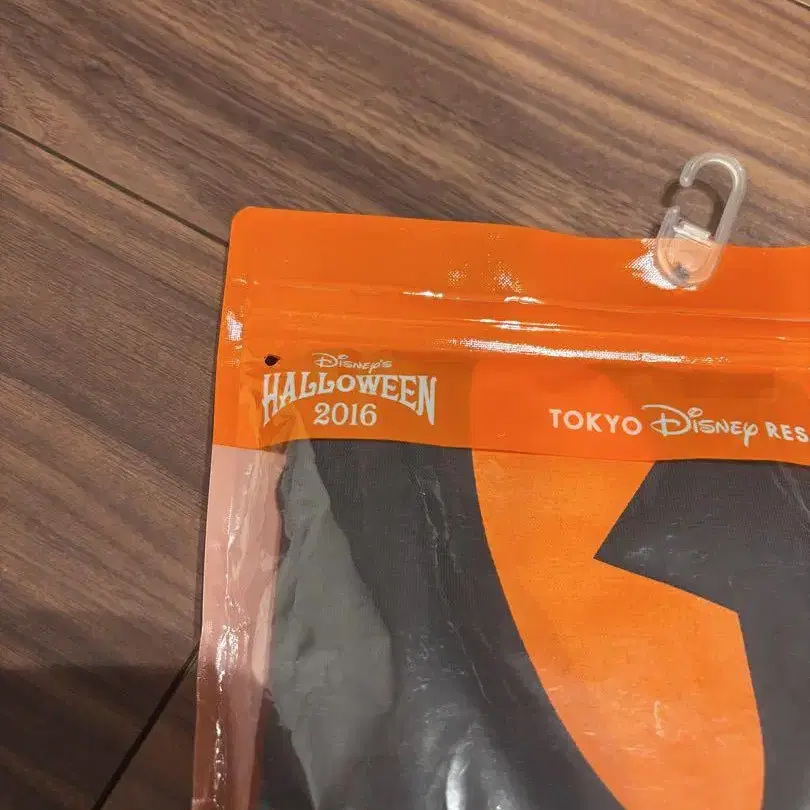 Disney's
HALLOWEEN
2016
TOKYO Disney RES